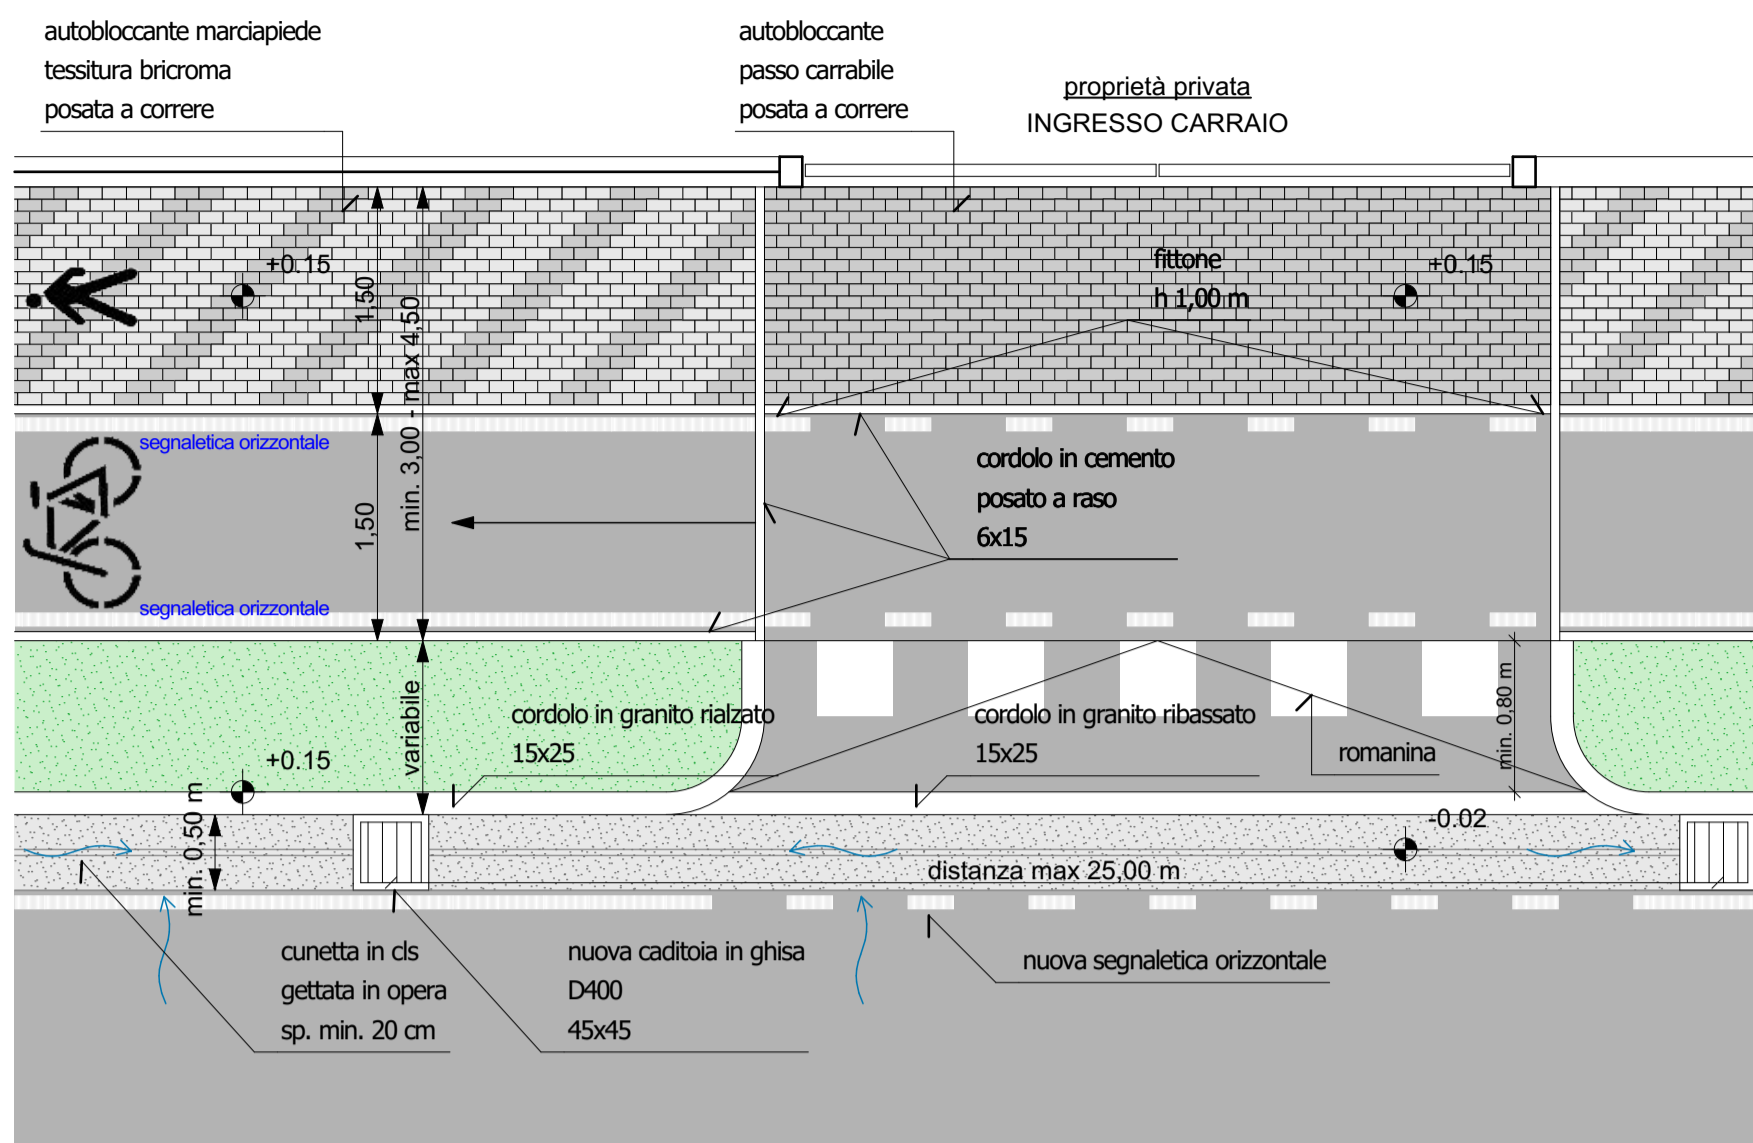 autobloccante marciapiede
tessitura bricroma
posata a correre
autobloccante
passo carrabile
posata a correre
proprietà privata
INGRESSO CARRAIO
+0.15
1,50
min. 3,00 - max 4,50
fittone
h 1,00 m
+0.15
segnaletica orizzontale
1,50
segnaletica orizzontale
cordolo in cemento
posato a raso
6x15
variabile
+0.15
cordolo in granito rialzato
15x25
cordolo in granito ribassato
15x25
romanina
min. 0,80 m
min. 0,50 m
-0.02
distanza max 25,00 m
cunetta in cls
gettata in opera
sp. min. 20 cm
nuova caditoia in ghisa
D400
45x45
nuova segnaletica orizzontale